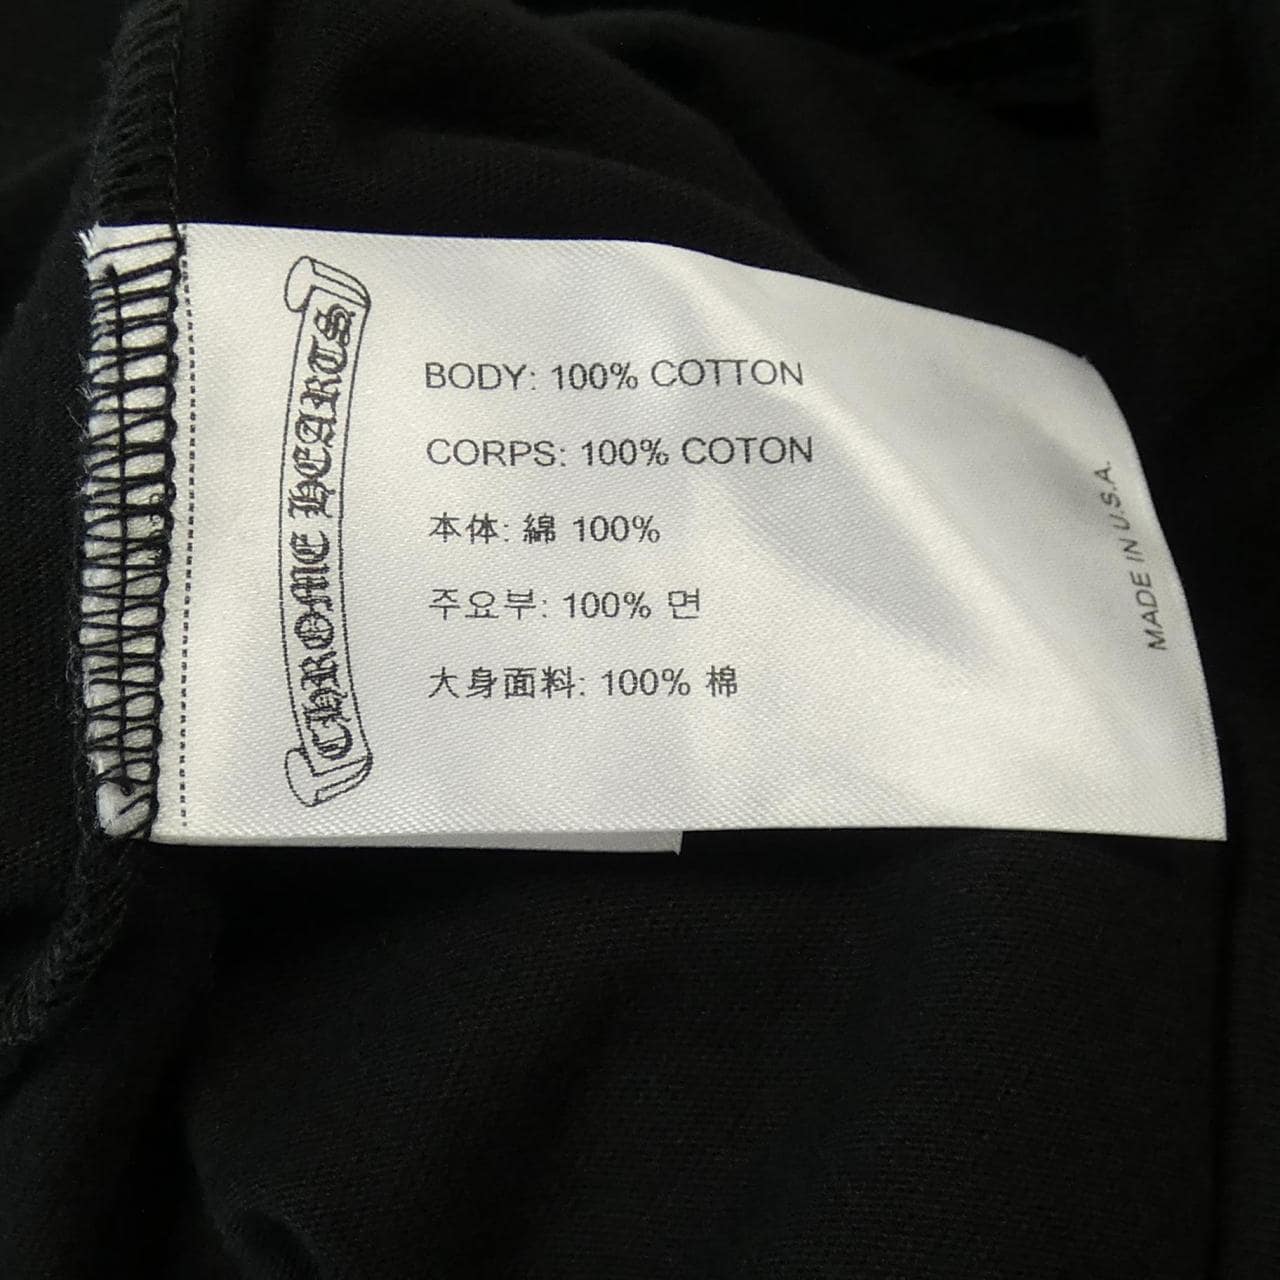 CHROME HEARTS
BODY: 100% COTTON
CORPS: 100% COTON
本体: 綿 100%
주요부: 100% 면
大身面料: 100% 棉
MADE IN U.S.A.